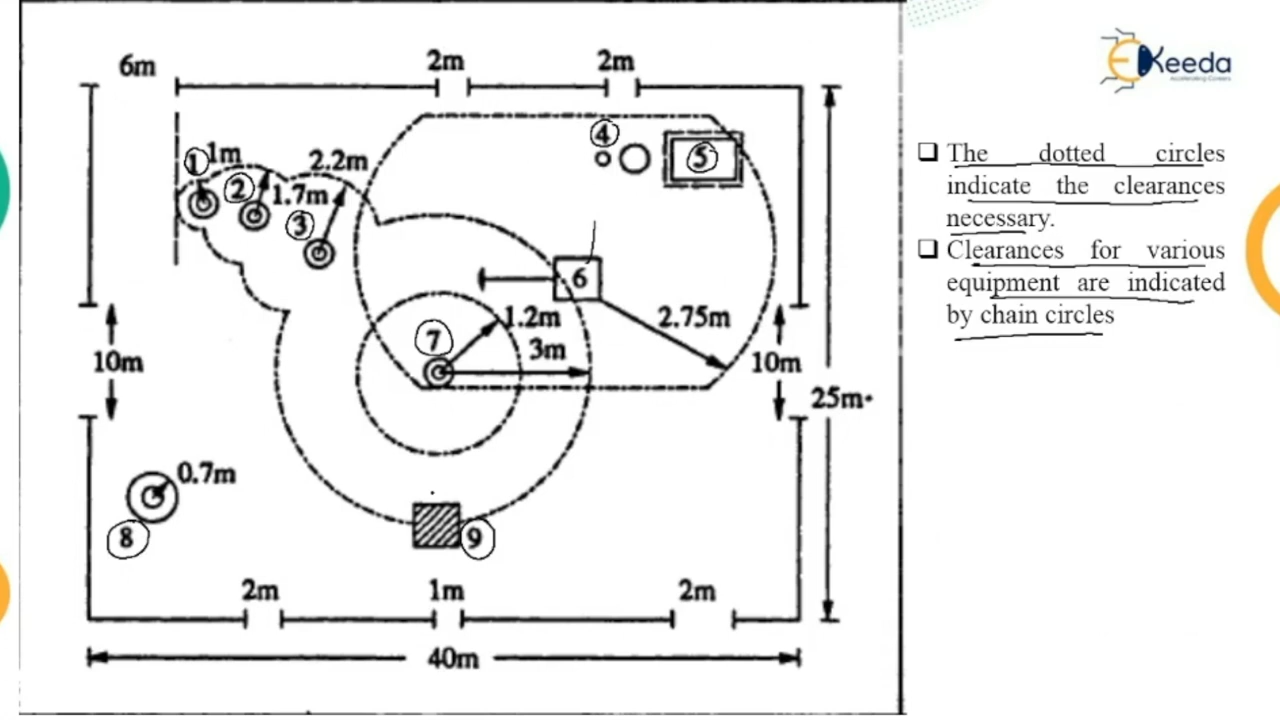 6m
2m
2m
Keeda
1
1m
2
2.2m
1.7m
3
4
5
The dotted circles
indicate the clearances
necessary.
Clearances for various
equipment are indicated
by chain circles
6
7
1.2m
2.75m
3m
10m
10m
25m
0.7m
8
9
2m
1m
2m
40m